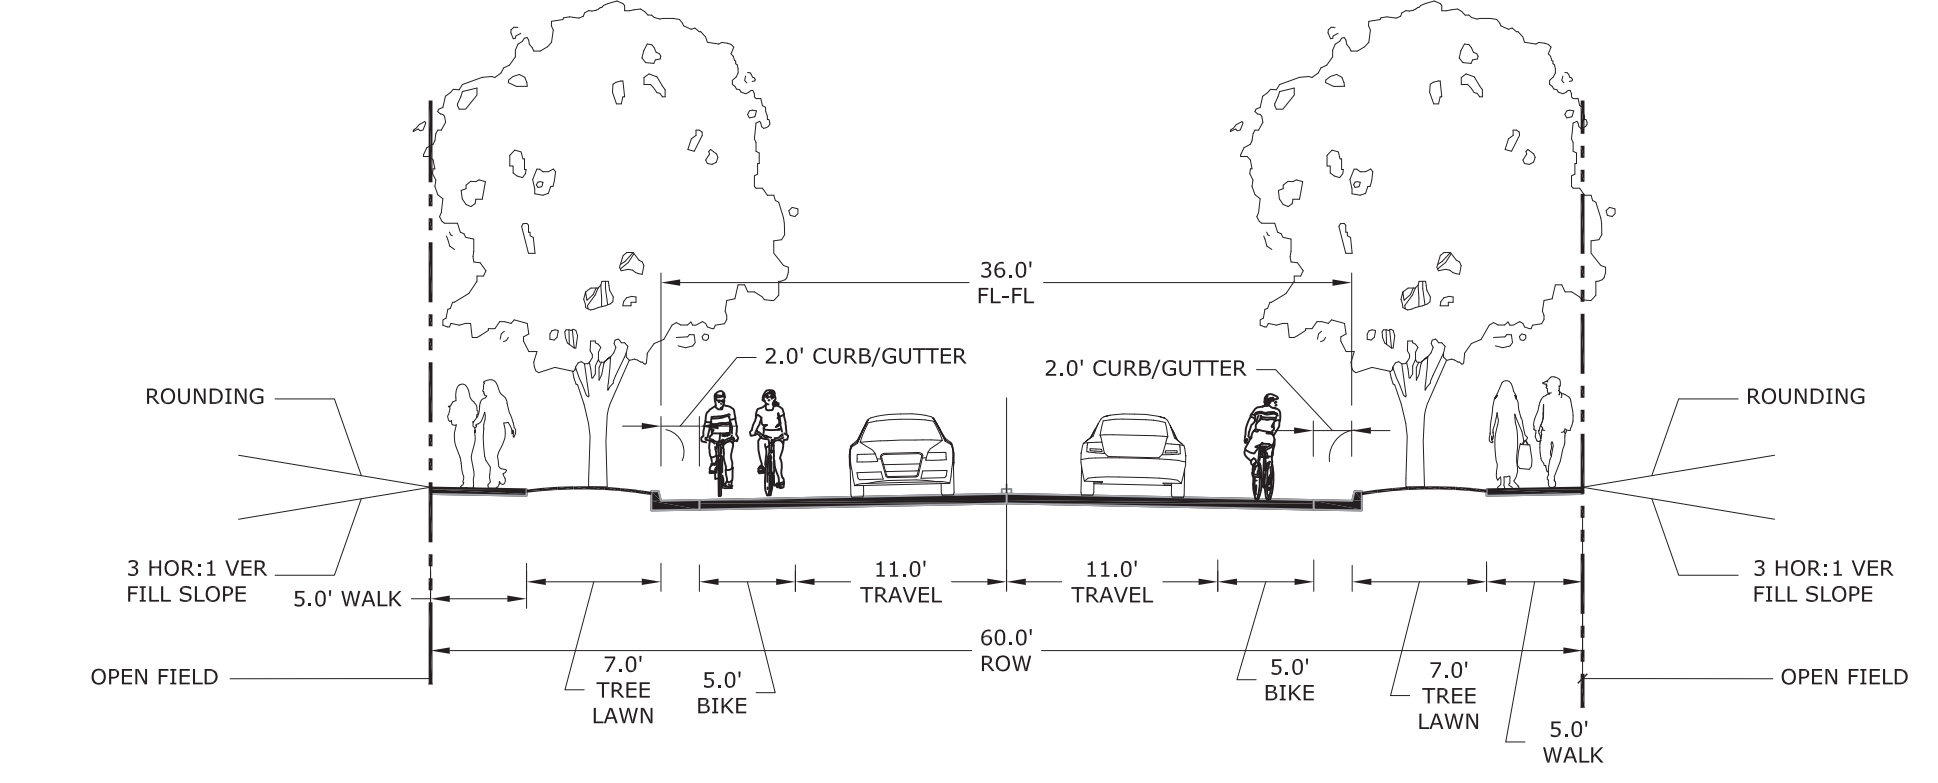 36.0'
FL-FL
2.0' CURB/GUTTER
2.0' CURB/GUTTER
ROUNDING
ROUNDING
3 HOR:1 VER
FILL SLOPE
5.0' WALK
11.0'
TRAVEL
11.0'
TRAVEL
3 HOR:1 VER
FILL SLOPE
60.0'
ROW
OPEN FIELD
7.0'
TREE
LAWN
5.0'
BIKE
5.0'
BIKE
7.0'
TREE
LAWN
OPEN FIELD
5.0'
WALK